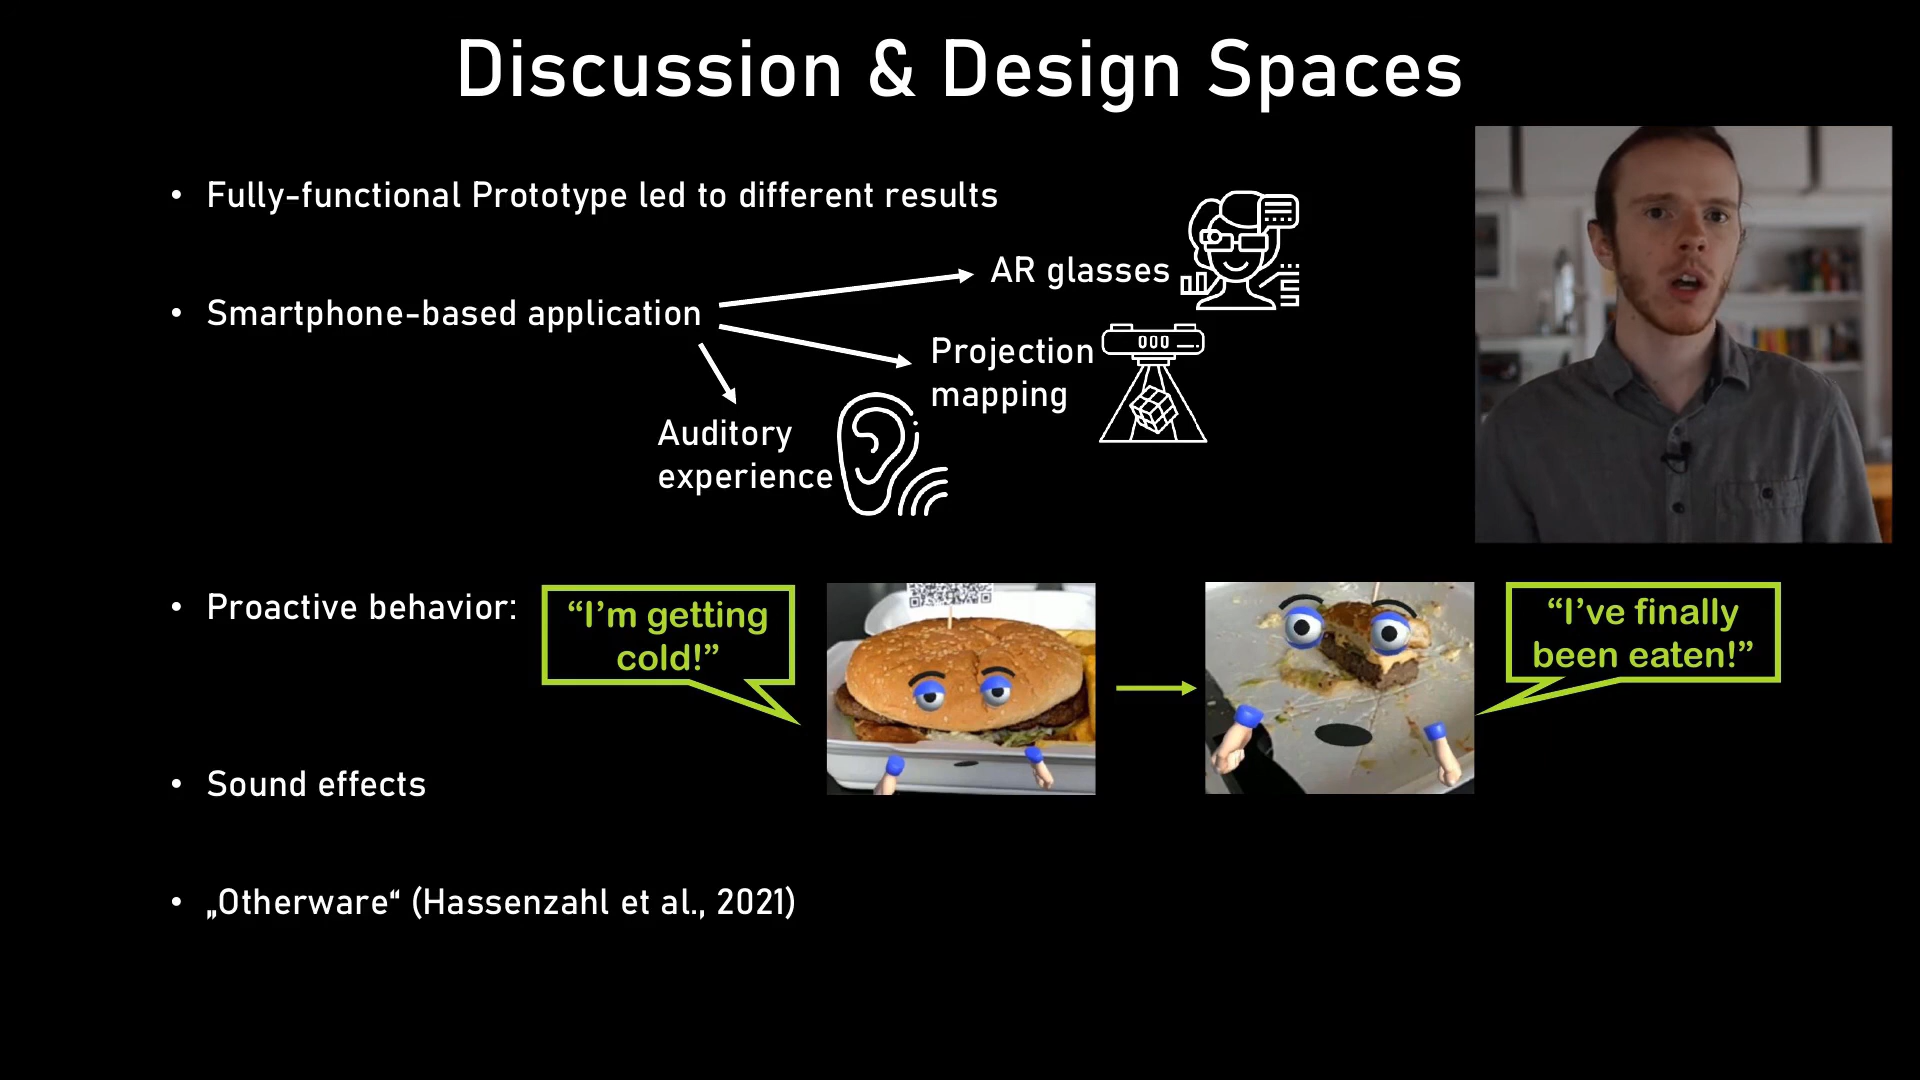 Discussion & Design Spaces
• Fully-functional Prototype led to different results
• Smartphone-based application
AR glasses
Projection
mapping
Auditory
experience
• Proactive behavior:
“I’m getting
cold!”
“I’ve finally
been eaten!”
• Sound effects
• „Otherware“ (Hassenzahl et al., 2021)